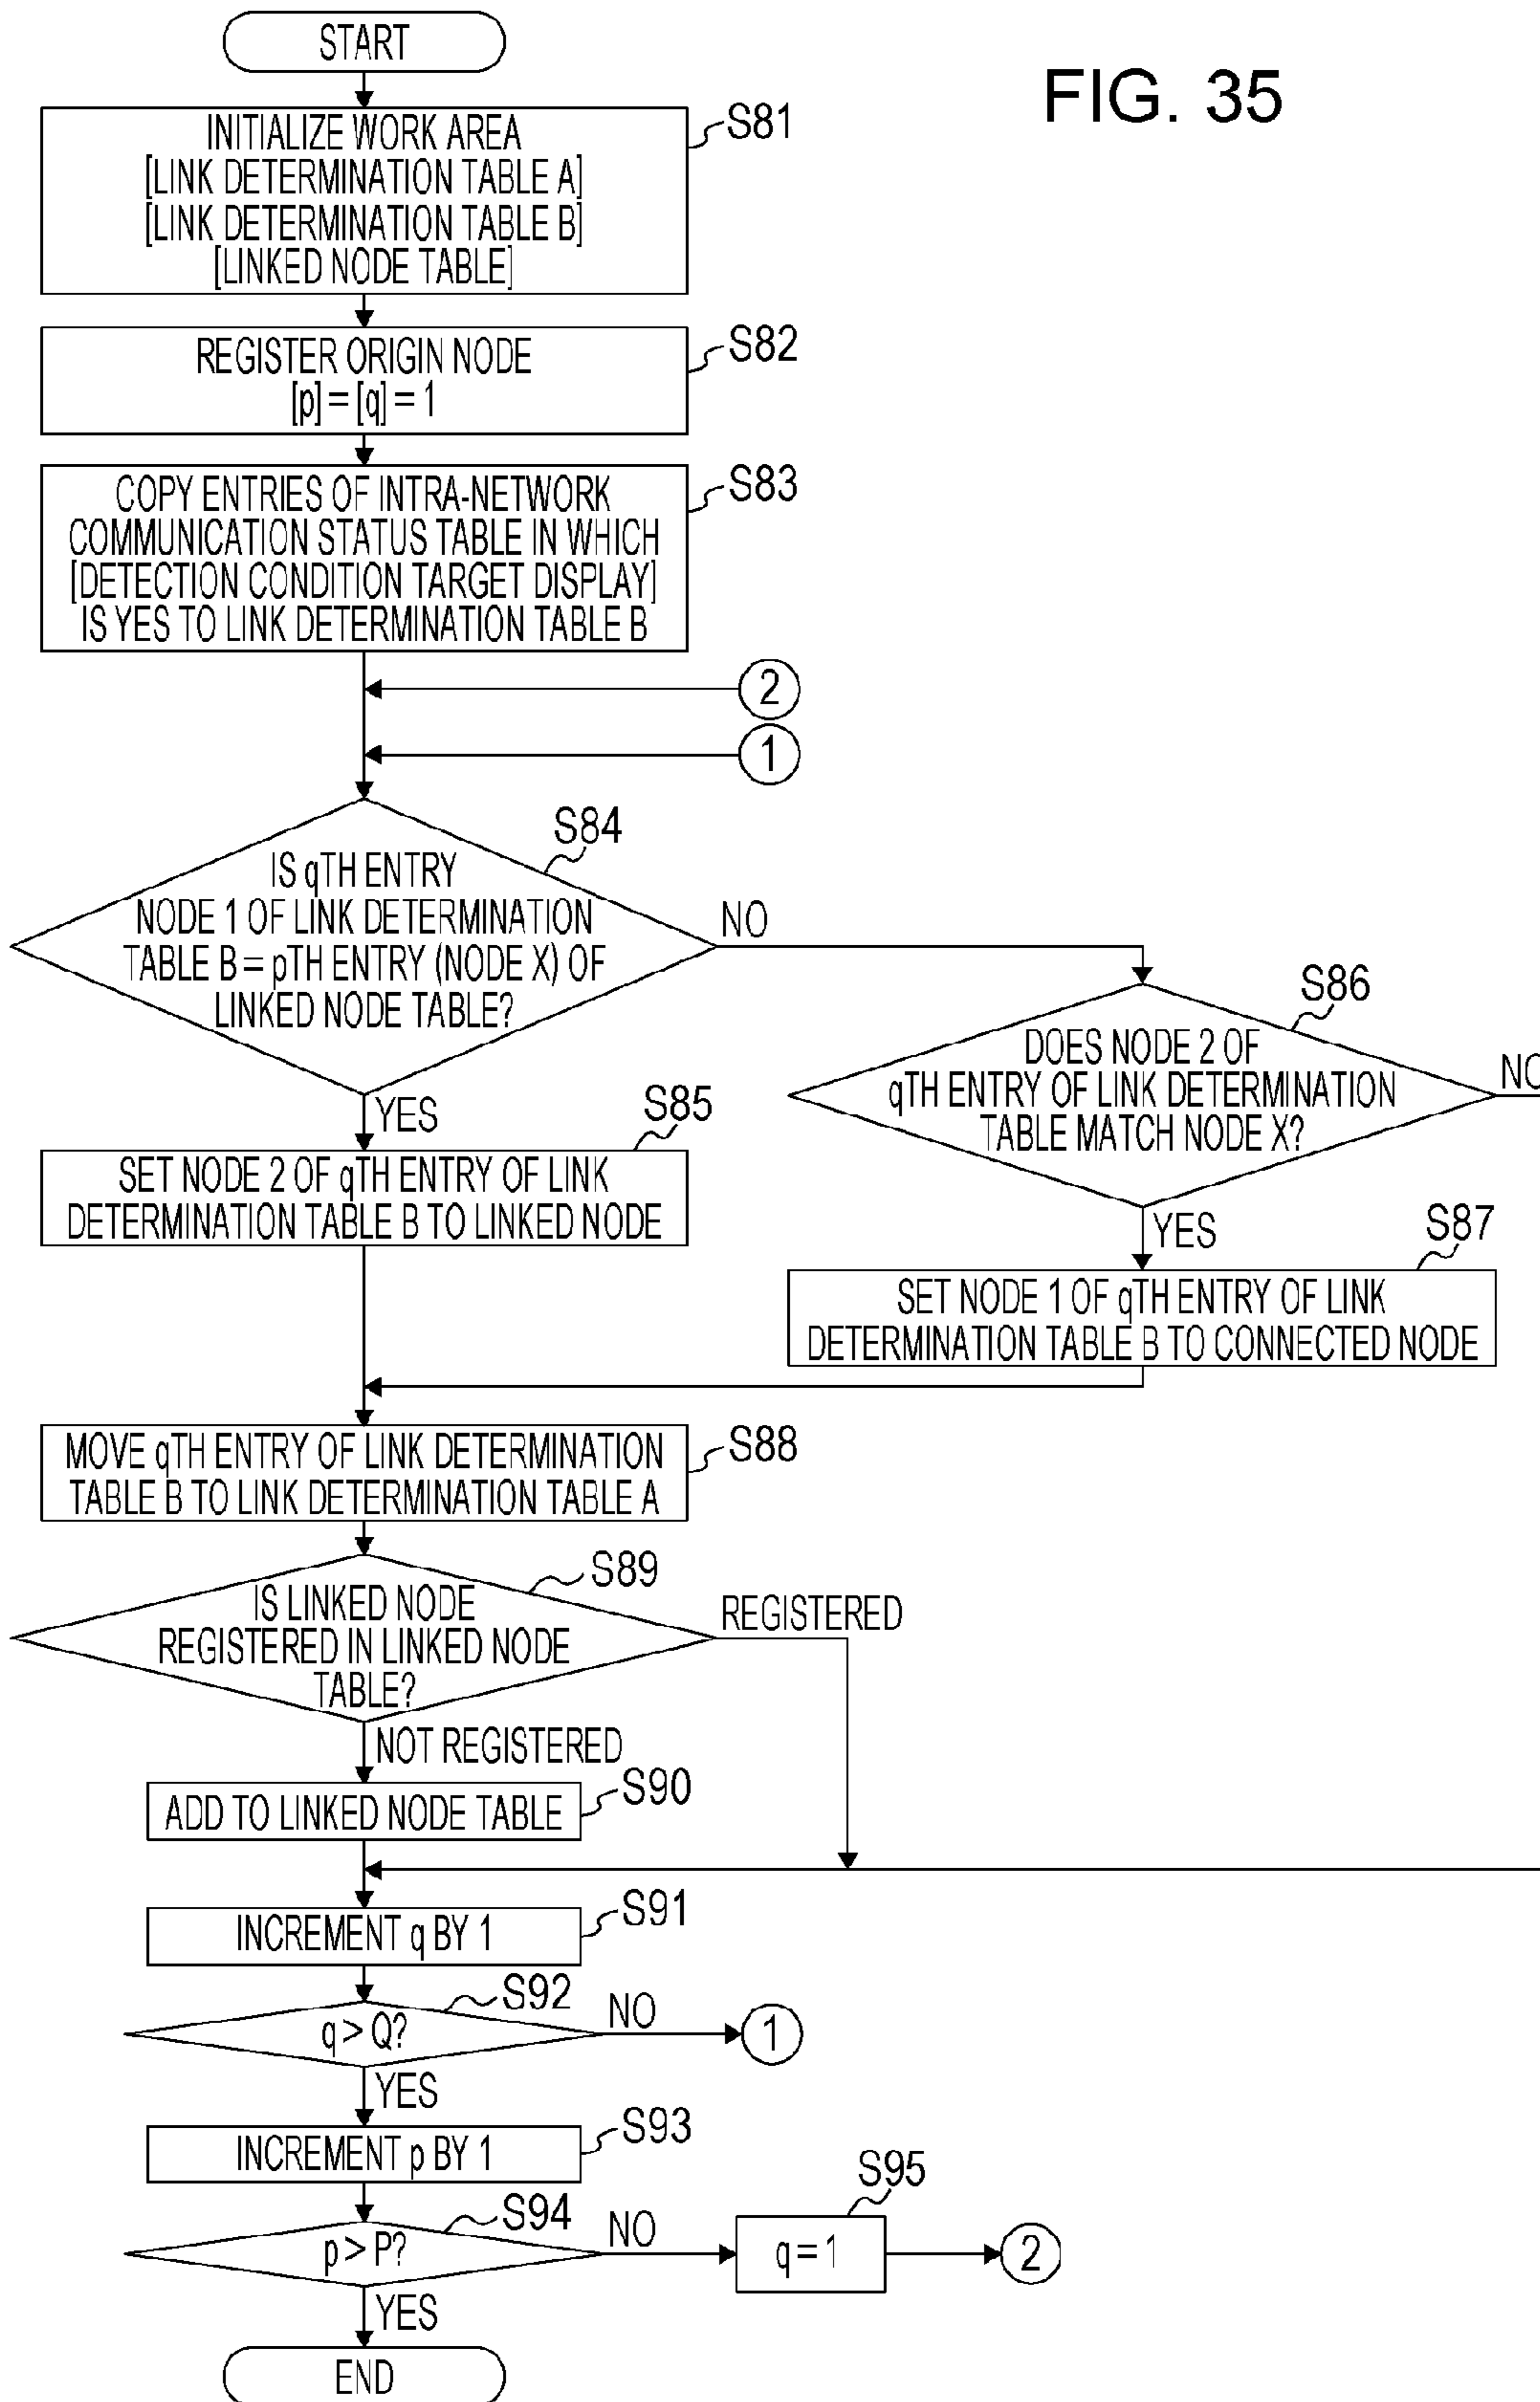 START
FIG. 35
INITIALIZE WORK AREA
[LINK DETERMINATION TABLE A]
[LINK DETERMINATION TABLE B]
[LINKED NODE TABLE]
S81
REGISTER ORIGIN NODE
[p] = [q] = 1
S82
COPY ENTRIES OF INTRA-NETWORK
COMMUNICATION STATUS TABLE IN WHICH
[DETECTION CONDITION TARGET DISPLAY]
IS YES TO LINK DETERMINATION TABLE B
S83
2
1
S84
IS qTH ENTRY
NODE 1 OF LINK DETERMINATION
TABLE B = pTH ENTRY (NODE X) OF
LINKED NODE TABLE?
NO
YES
S86
DOES NODE 2 OF
qTH ENTRY OF LINK DETERMINATION
TABLE MATCH NODE X?
NO
YES
S85
SET NODE 2 OF qTH ENTRY OF LINK
DETERMINATION TABLE B TO LINKED NODE
S87
SET NODE 1 OF qTH ENTRY OF LINK
DETERMINATION TABLE B TO CONNECTED NODE
MOVE qTH ENTRY OF LINK DETERMINATION
TABLE B TO LINK DETERMINATION TABLE A
S88
S89
IS LINKED NODE
REGISTERED IN LINKED NODE
TABLE?
REGISTERED
NOT REGISTERED
ADD TO LINKED NODE TABLE
S90
INCREMENT q BY 1
S91
S92
q > Q?
NO
1
YES
INCREMENT p BY 1
S93
S94
p > P?
NO
S95
q = 1
2
YES
END